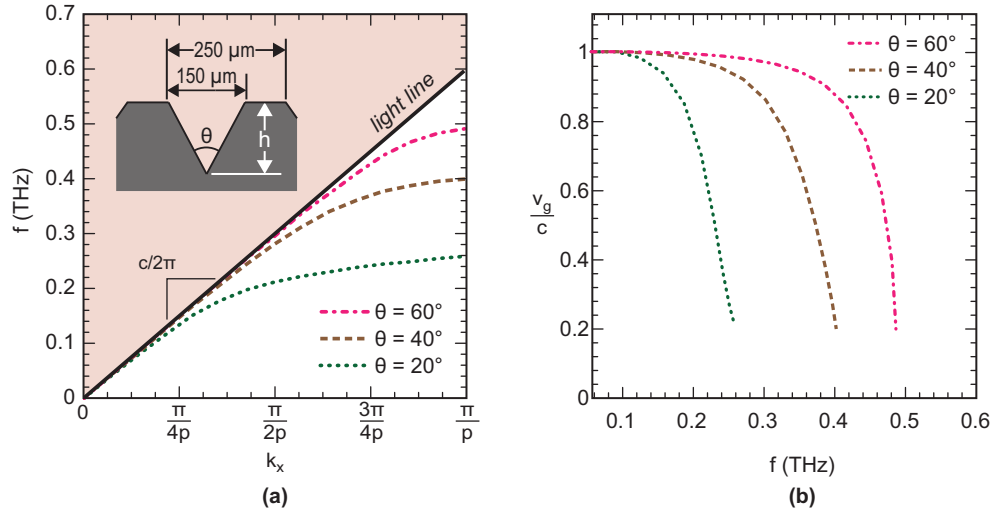 0.7
0.6
0.5
0.4
0.3
0.2
0.1
0
f (THz)
250 μm
150 μm
θ
h
light line
c/2π
θ = 60°
θ = 40°
θ = 20°
0
π/4p
π/2p
3π/4p
π/p
k_x
(a)
1
0.8
0.6
0.4
0.2
0
v_g/c
θ = 60°
θ = 40°
θ = 20°
0.1 0.2 0.3 0.4 0.5 0.6
f (THz)
(b)